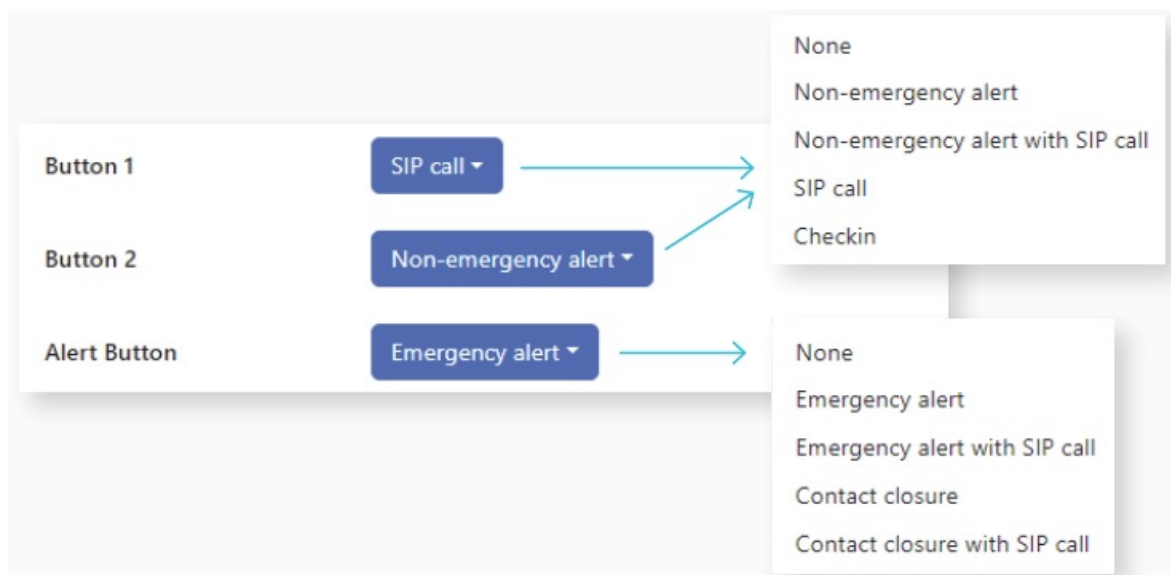 None
Non-emergency alert
Non-emergency alert with SIP call
SIP call
Checkin
Button 1
SIP call
Button 2
Non-emergency alert
Alert Button
Emergency alert
None
Emergency alert
Emergency alert with SIP call
Contact closure
Contact closure with SIP call